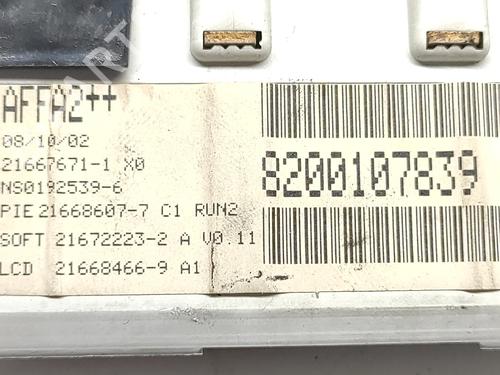 AFFA2++
08/10/02
21667671-1 X0
NS0192539-6
PIE 21668607-7 C1 RUN2
SOFT 21672223-2 A V0.11
LCD 21668466-9 A1
8200107839